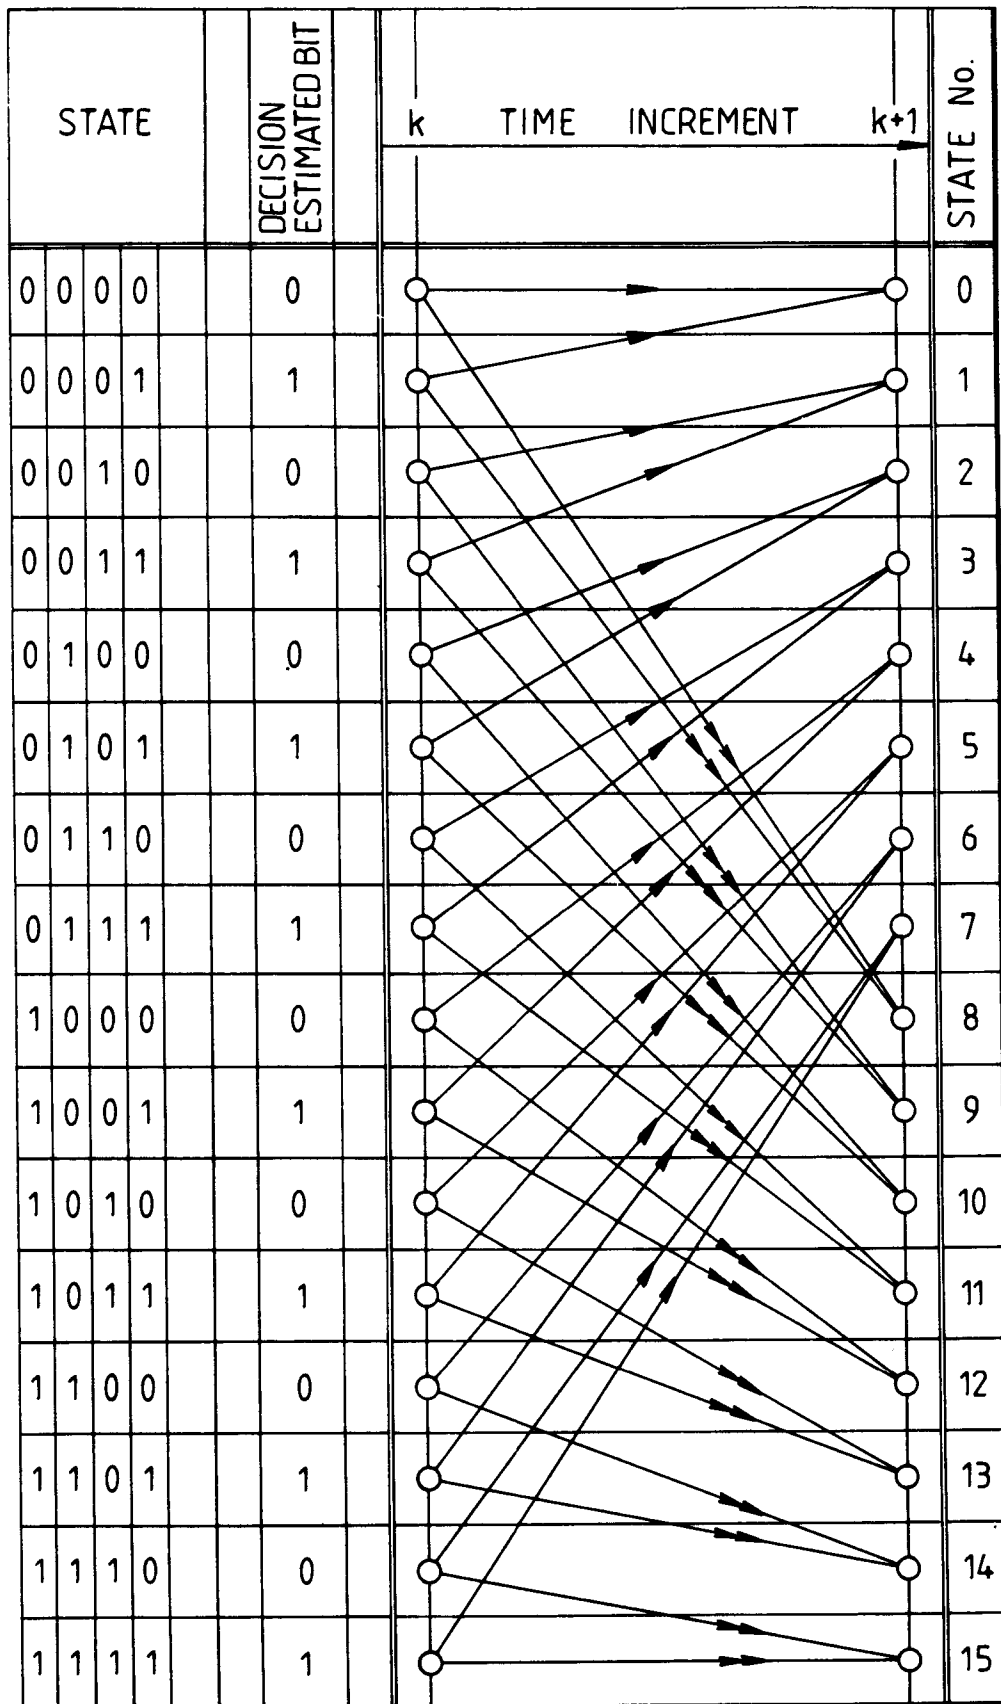 STATE
DECISION
ESTIMATED BIT
k TIME INCREMENT k+1
STATE No.
0 0 0 0 0 0
0 0 0 1 1 1
0 0 1 0 0 2
0 0 1 1 1 3
0 1 0 0 0 4
0 1 0 1 1 5
0 1 1 0 0 6
0 1 1 1 1 7
1 0 0 0 0 8
1 0 0 1 1 9
1 0 1 0 0 10
1 0 1 1 1 11
1 1 0 0 0 12
1 1 0 1 1 13
1 1 1 0 0 14
1 1 1 1 1 15